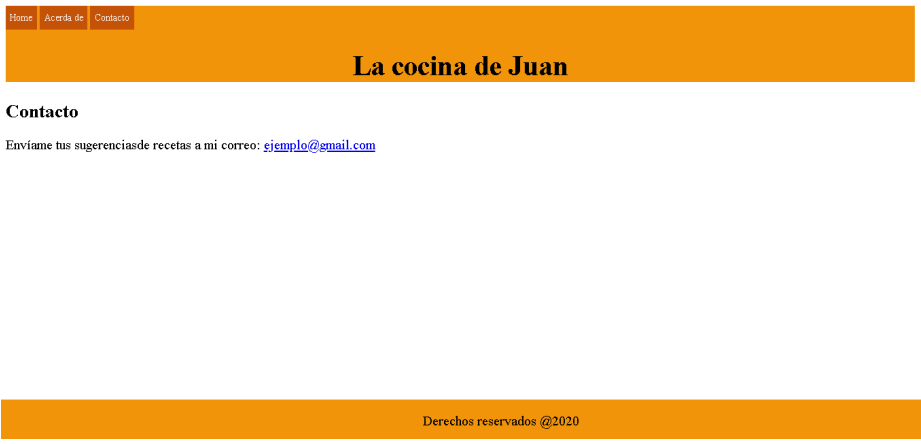 Home Acerda de Contacto
La cocina de Juan
Contacto
Envíame tus sugerenciasde recetas a mi correo: ejemplo@gmail.com
Derechos reservados @2020